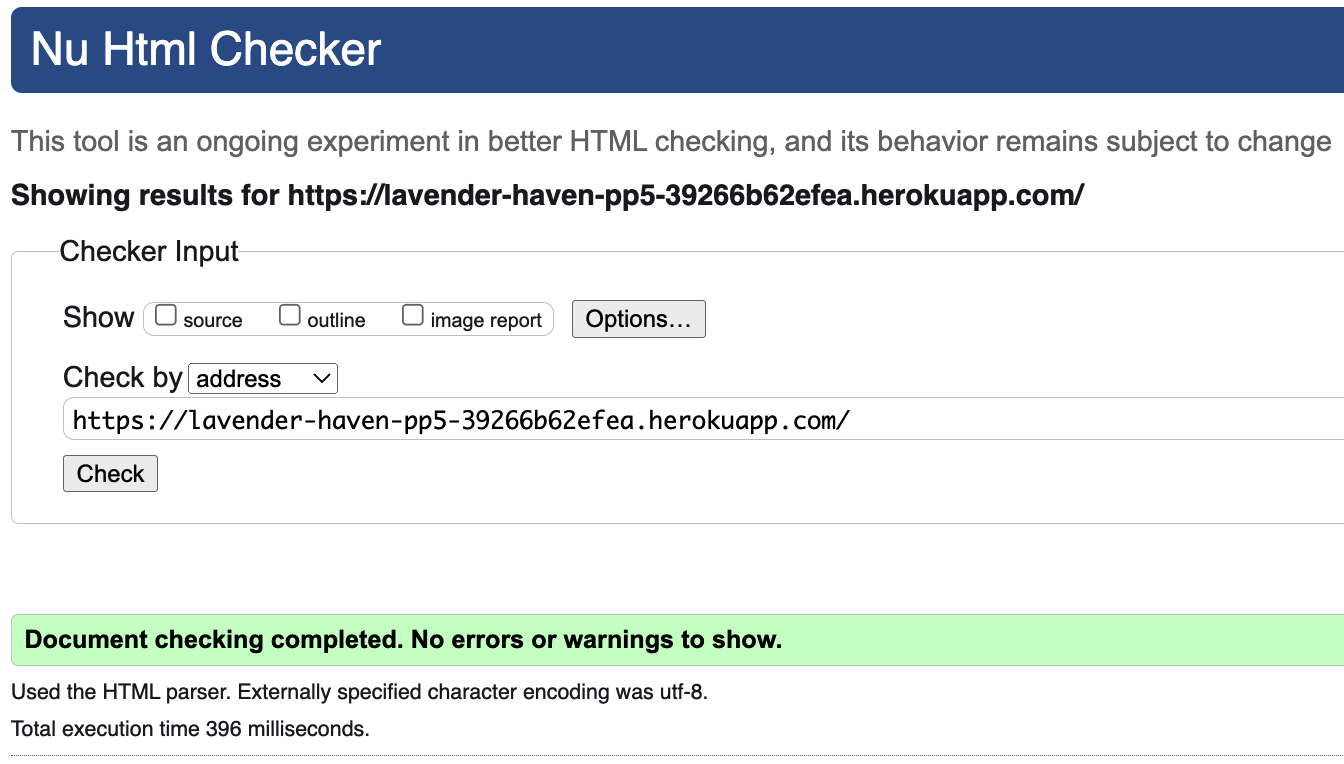 Nu Html Checker
This tool is an ongoing experiment in better HTML checking, and its behavior remains subject to change
Showing results for https://lavender-haven-pp5-39266b62efea.herokuapp.com/
Checker Input
Show source outline image report Options...
Check by address
https://lavender-haven-pp5-39266b62efea.herokuapp.com/
Check
Document checking completed. No errors or warnings to show.
Used the HTML parser. Externally specified character encoding was utf-8.
Total execution time 396 milliseconds.